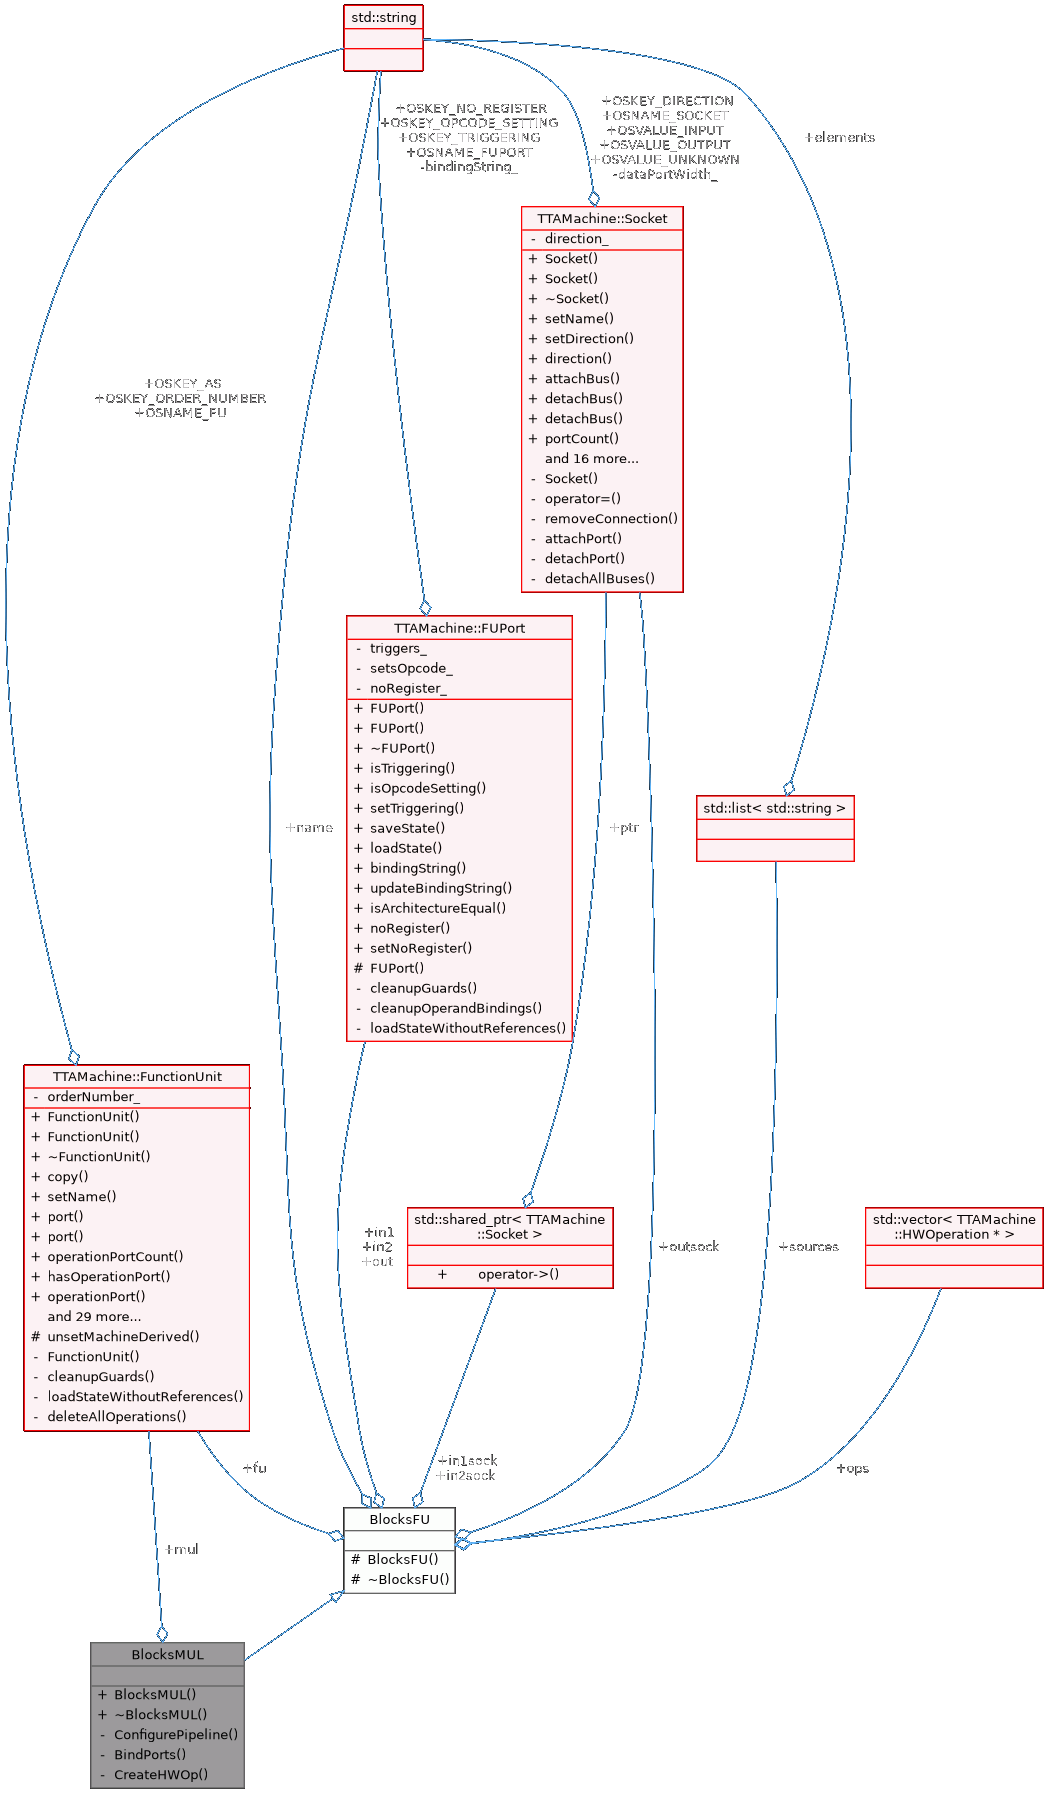 std::string
+OSKEY_NO_REGISTER
+OSKEY_OPCODE_SETTING
+OSKEY_TRIGGERING
+OSNAME_FUPORT
-bindingString_
+OSKEY_DIRECTION
+OSNAME_SOCKET
+OSVALUE_INPUT
+OSVALUE_OUTPUT
+OSVALUE_UNKNOWN
-dataPortWidth_
+elements
TTAMachine::Socket
- direction_
+ Socket()
+ Socket()
+ ~Socket()
+ setName()
+ setDirection()
+ direction()
+ attachBus()
+ detachBus()
+ detachBus()
+ portCount()
and 16 more...
- Socket()
- operator=()
- removeConnection()
- attachPort()
- detachPort()
- detachAllBuses()
+OSKEY_AS
+OSKEY_ORDER_NUMBER
+OSNAME_FU
TTAMachine::FUPort
- triggers_
- setsOpcode_
- noRegister_
+ FUPort()
+ FUPort()
+ ~FUPort()
+ isTriggering()
+ isOpcodeSetting()
+ setTriggering()
+ saveState()
+ loadState()
+ bindingString()
+ updateBindingString()
+ isArchitectureEqual()
+ noRegister()
+ setNoRegister()
# FUPort()
- cleanupGuards()
- cleanupOperandBindings()
- loadStateWithoutReferences()
+name
+ptr
std::list< std::string >
TTAMachine::FunctionUnit
- orderNumber_
+ FunctionUnit()
+ FunctionUnit()
+ ~FunctionUnit()
+ copy()
+ setName()
+ port()
+ port()
+ operationPortCount()
+ hasOperationPort()
+ operationPort()
and 29 more...
# unsetMachineDerived()
- FunctionUnit()
- cleanupGuards()
- loadStateWithoutReferences()
- deleteAllOperations()
+in1
+in2
+out
std::shared_ptr< TTAMachine
::Socket >
+ operator->()
+outsock
+sources
std::vector< TTAMachine
::HWOperation * >
+fu
+in1sock
+in2sock
+ops
BlocksFU
# BlocksFU()
# ~BlocksFU()
+mul
BlocksMUL
+ BlocksMUL()
+ ~BlocksMUL()
- ConfigurePipeline()
- BindPorts()
- CreateHWOp()